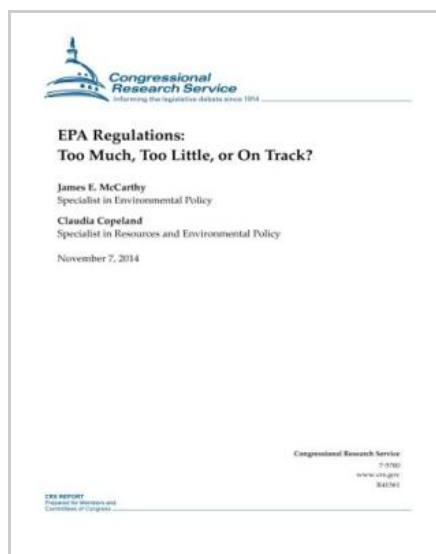 Congressional
Research Service
Informing the legislative debate since 1914
EPA Regulations:
Too Much, Too Little, or On Track?
James E. McCarthy
Specialist in Environmental Policy
Claudia Copeland
Specialist in Resources and Environmental Policy
November 7, 2014
Congressional Research Service
7-5700
www.crs.gov
R41561
CRS REPORT
Prepared for Members and
Committees of Congress